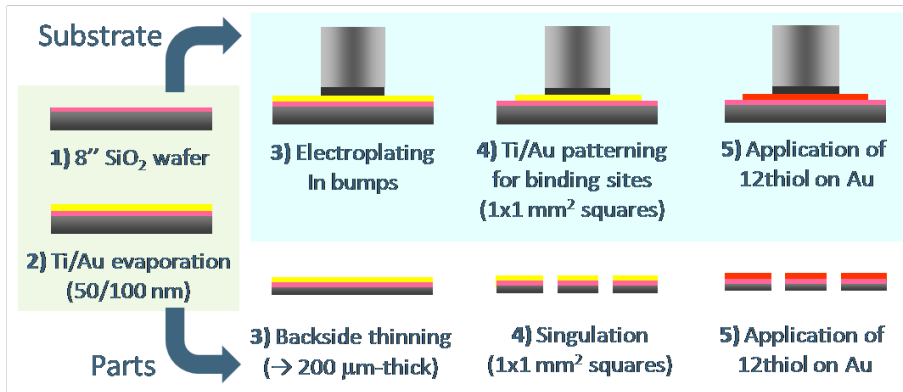 Substrate
1) 8” SiO₂ wafer
2) Ti/Au evaporation
(50/100 nm)
3) Electroplating
In bumps
4) Ti/Au patterning
for binding sites
(1x1 mm² squares)
5) Application of
12thiol on Au
Parts
3) Backside thinning
(→ 200 μm-thick)
4) Singulation
(1x1 mm² squares)
5) Application of
12thiol on Au